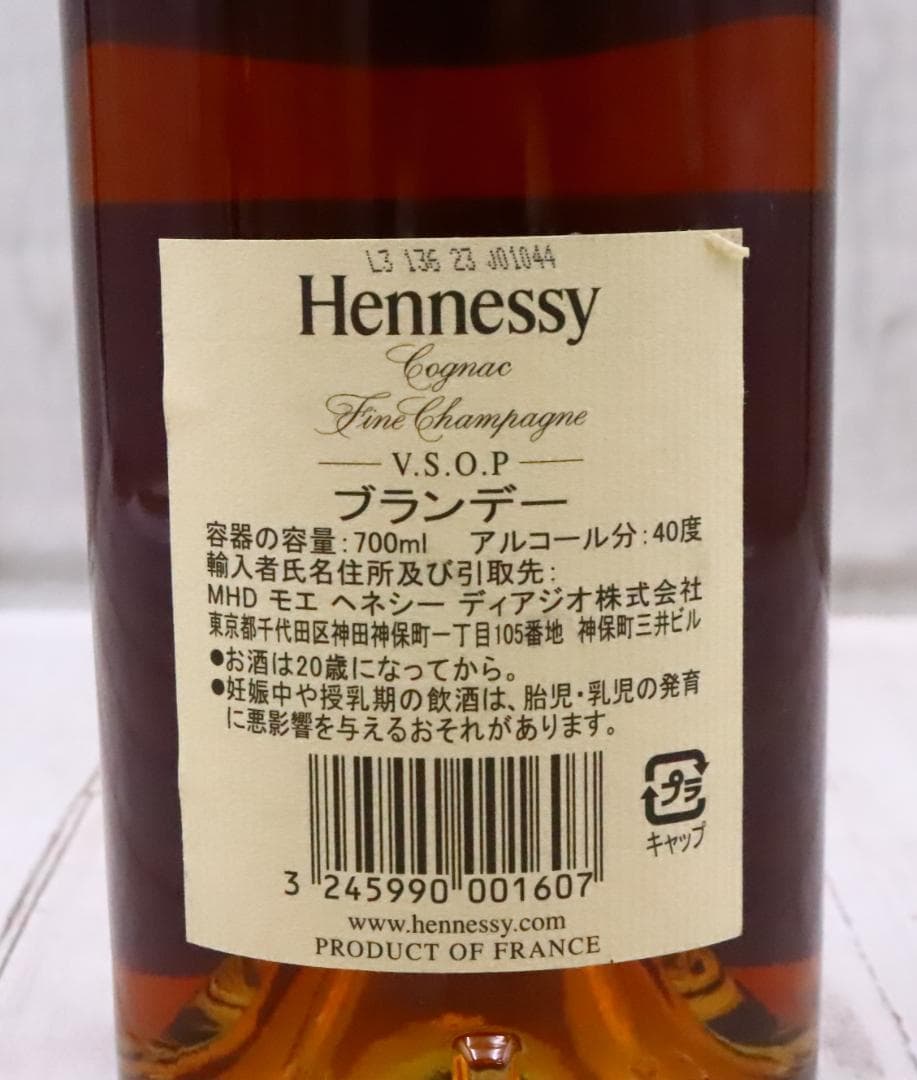 L3 136 23 J01044
Hennessy
Cognac
Fine Champagne
V.S.O.P
ブランデー
容器の容量:700ml アルコール分:40度
輸入者氏名住所及び引取先:
MHD モエ ヘネシー ディアジオ株式会社
東京都千代田区神田神保町一丁目105番地 神保町三井ビル
●お酒は20歳になってから。
●妊娠中や授乳期の飲酒は、胎児・乳児の発育
に悪影響を与えるおそれがあります。
プラ
キャップ
3 245990 001607
www.hennessy.com
PRODUCT OF FRANCE